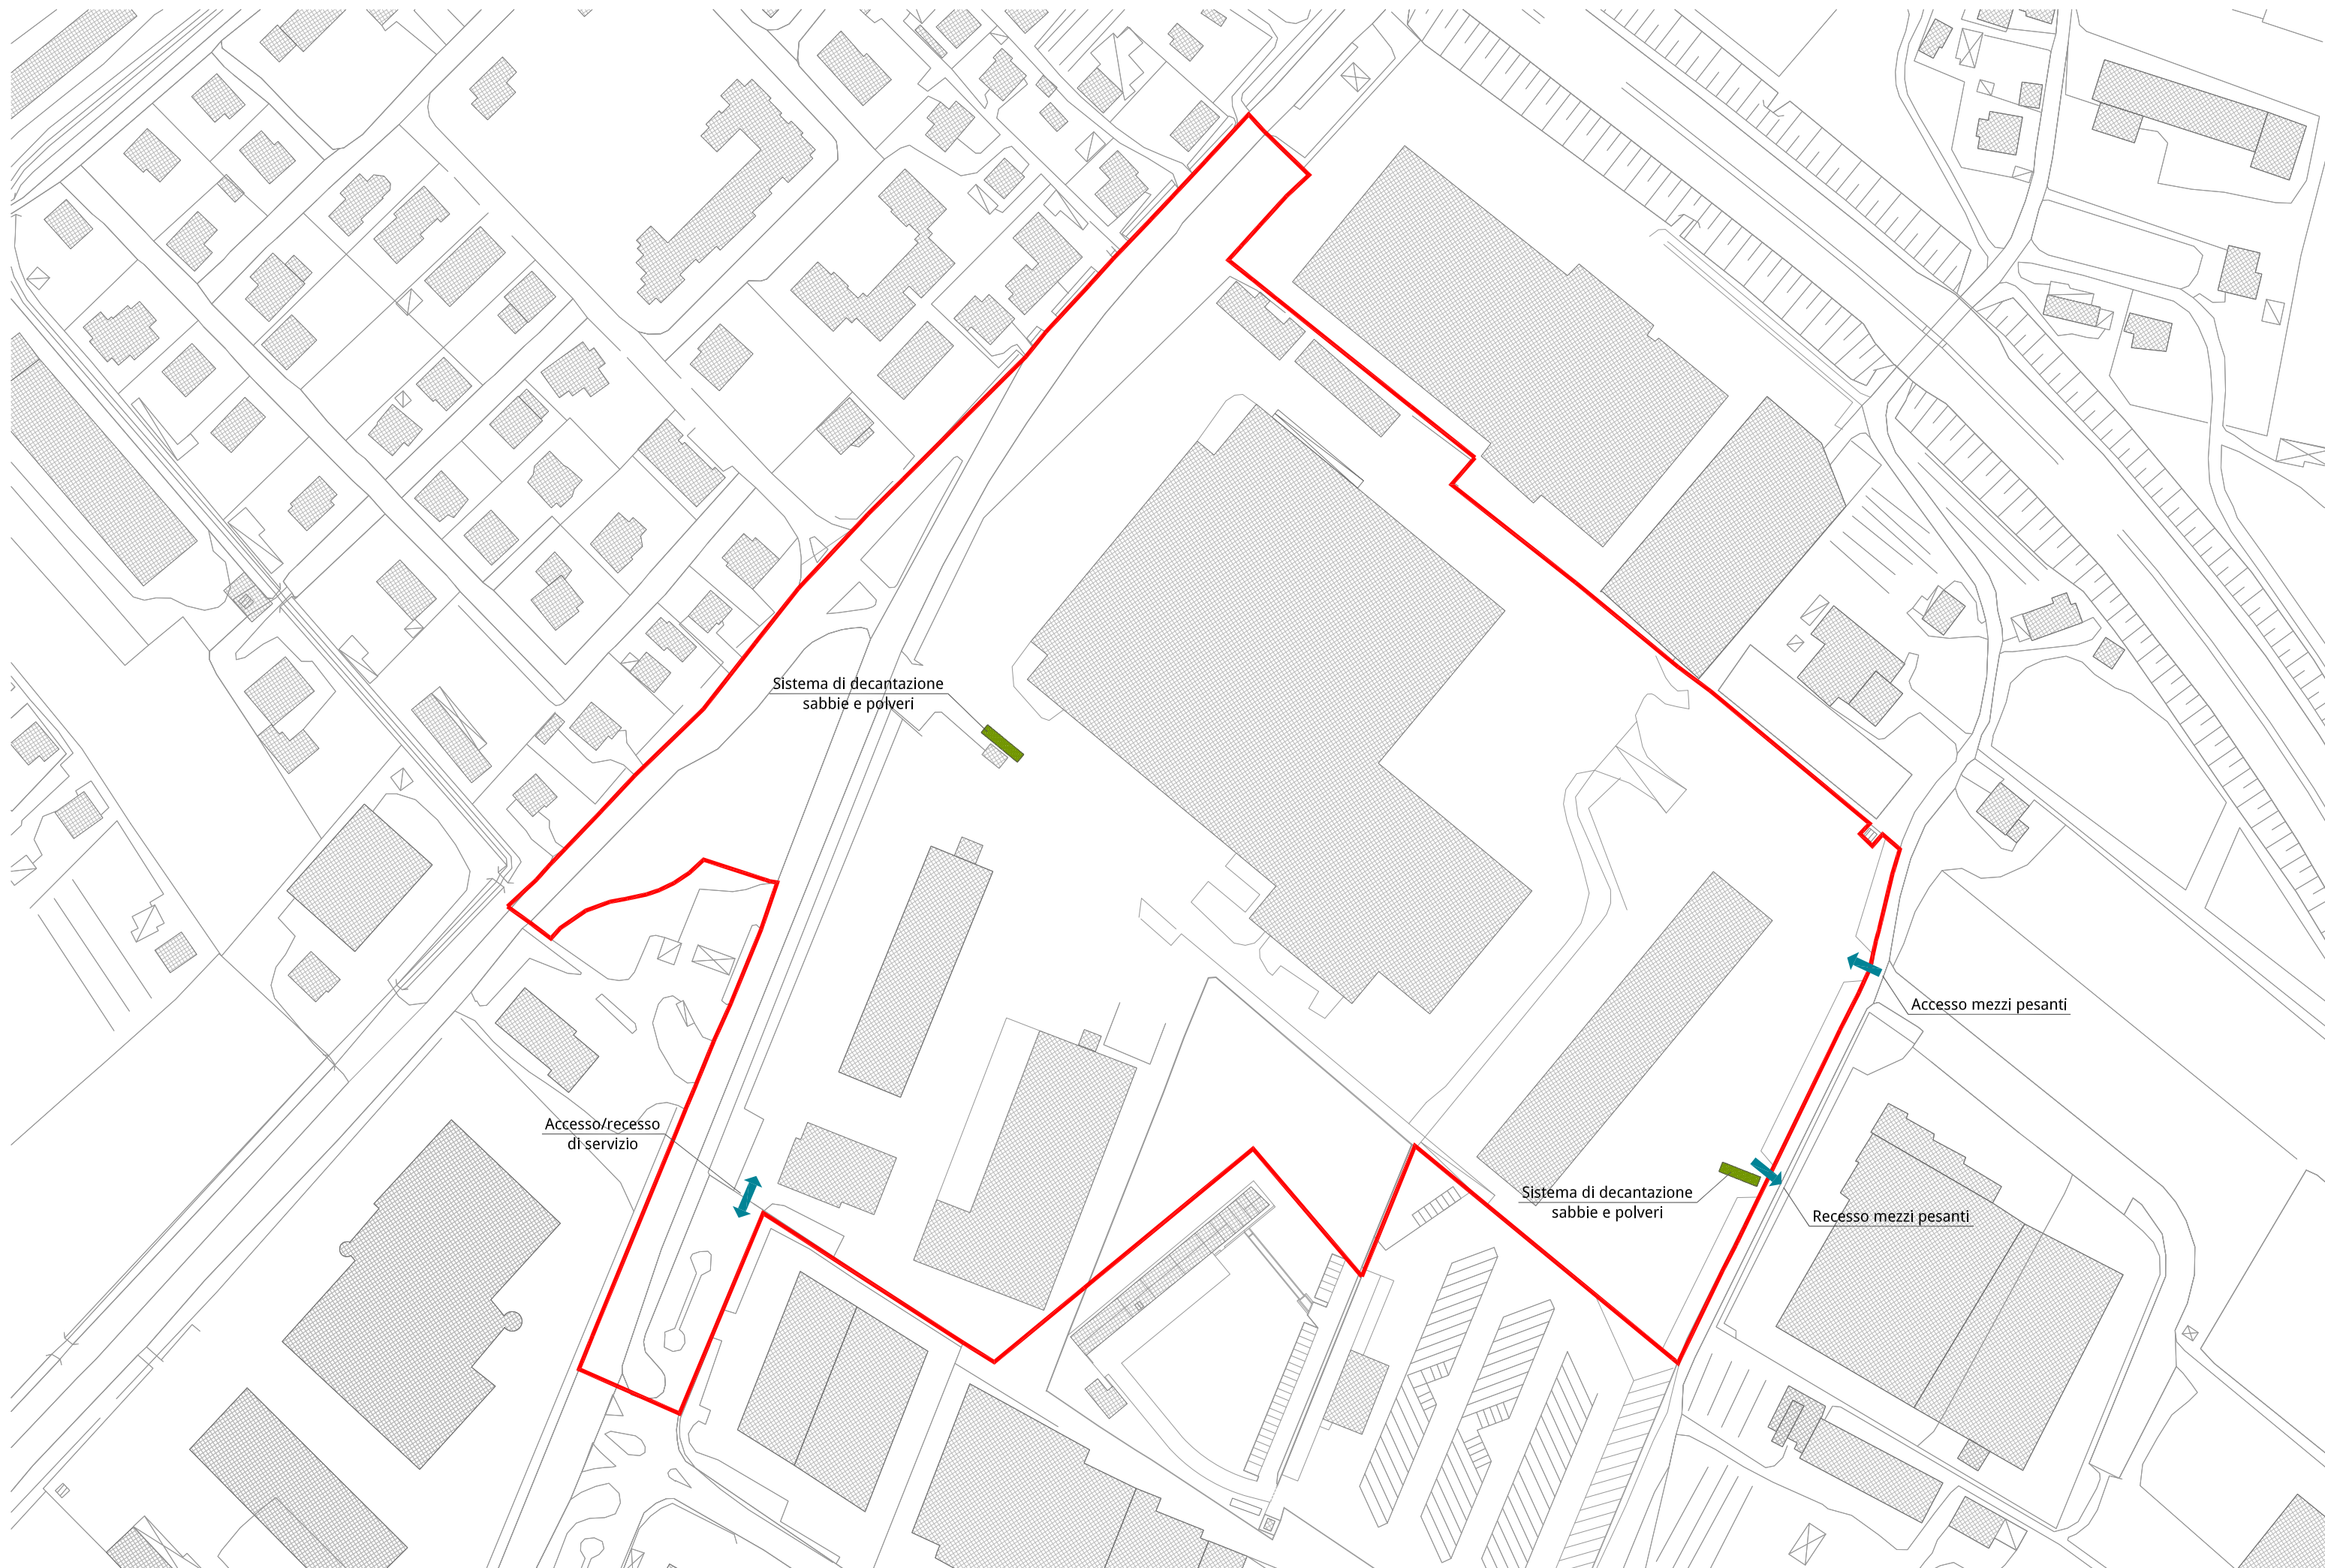 Sistema di decantazione
sabbie e polveri
Accesso mezzi pesanti
Accesso/recesso
di servizio
Sistema di decantazione
sabbie e polveri
Recesso mezzi pesanti